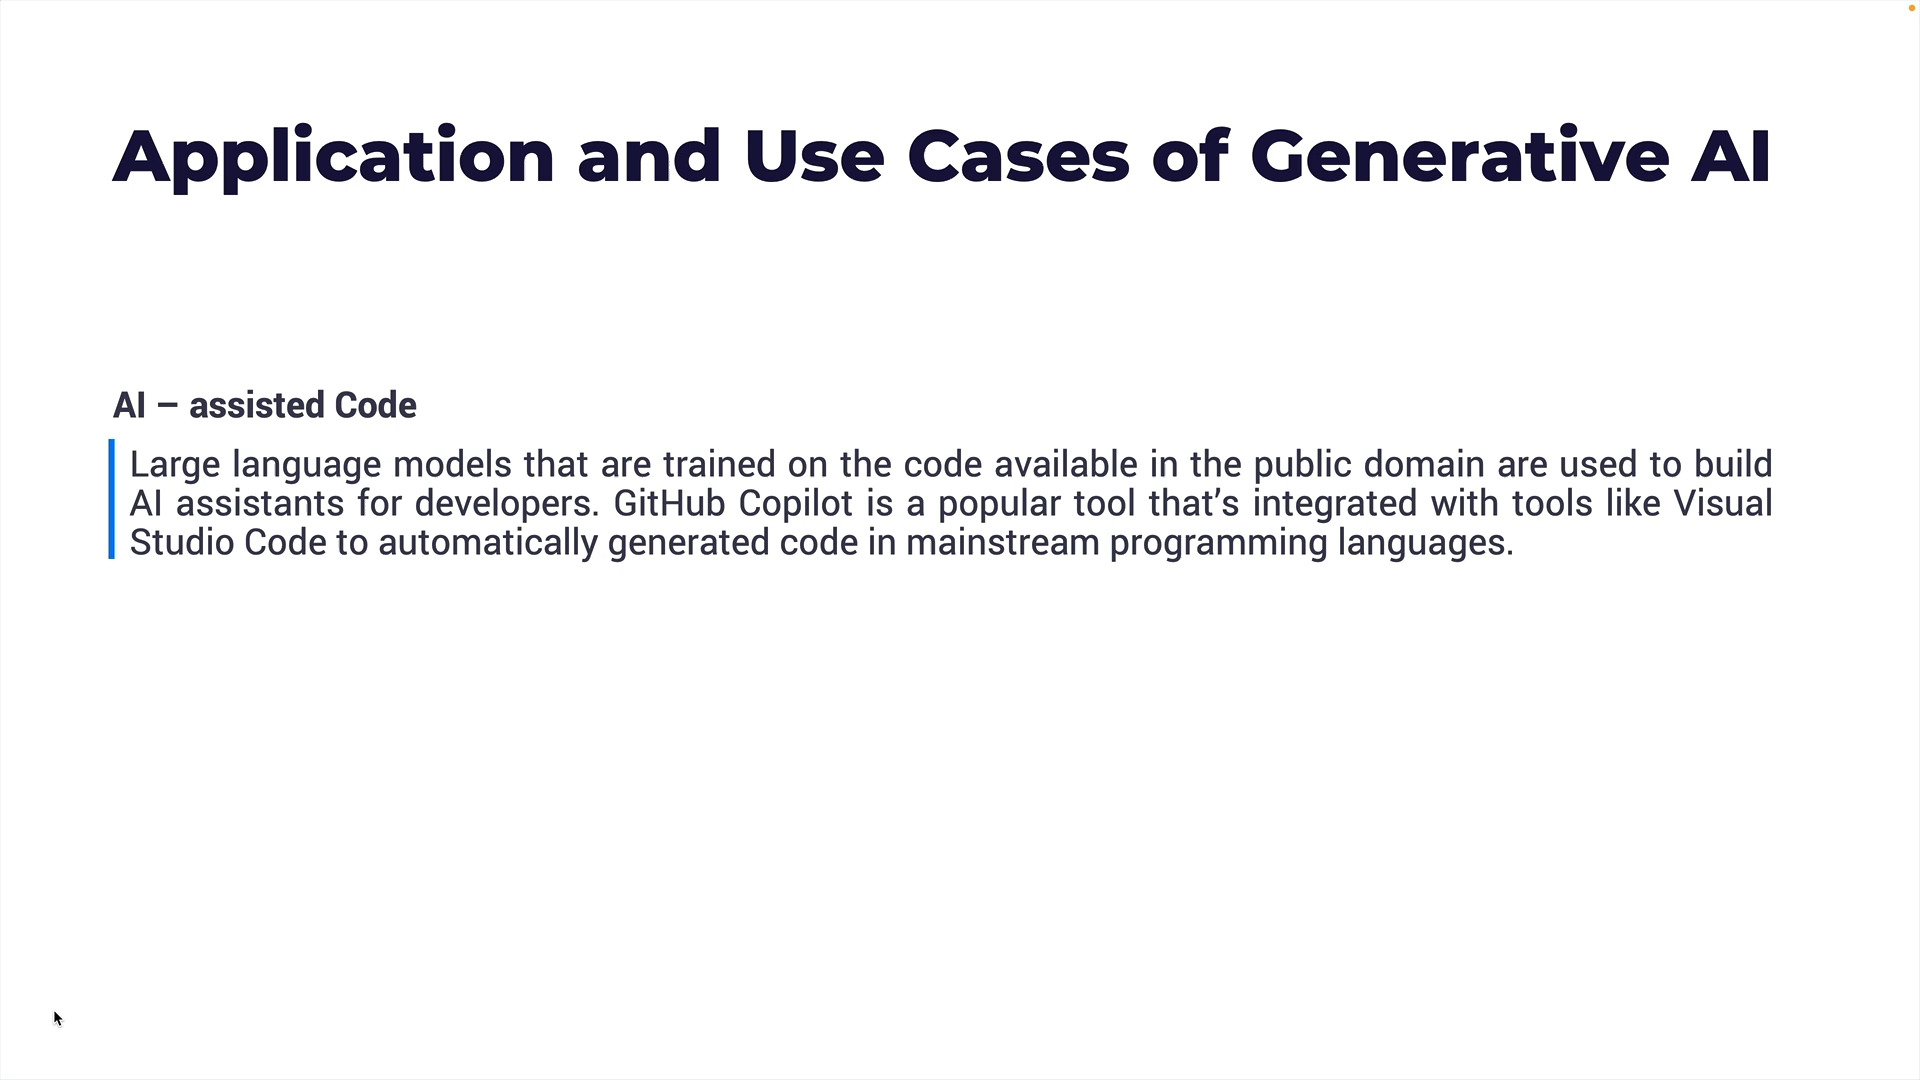 Application and Use Cases of Generative AI
AI – assisted Code
Large language models that are trained on the code available in the public domain are used to build
AI assistants for developers. GitHub Copilot is a popular tool that’s integrated with tools like Visual
Studio Code to automatically generated code in mainstream programming languages.